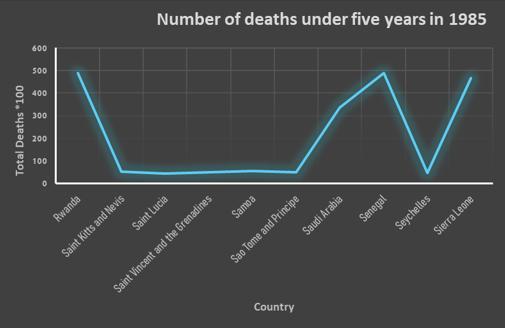 Number of deaths under five years in 1985
Total Deaths *100
600
500
400
300
200
100
0
Rwanda
Saint Kitts and Nevis
Saint Lucia
Saint Vincent and the Grenadines
Samoa
Sao Tome and Principe
Saudi Arabia
Senegal
Seychelles
Sierra Leone
Country